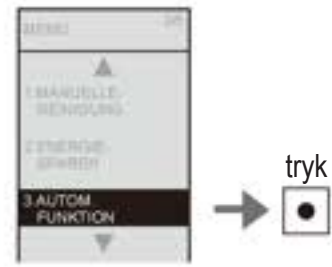 MENU
1.MANUELLE-
REINIGUNG
2.ENERGIE-
SPAREN
3.AUTOM
FUNKTION
tryk